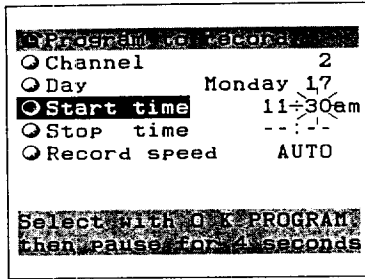 Program to record
Channel 2
Day Monday 17
Start time 11:30am
Stop time --:--
Record speed AUTO
Select with O K PROGRAM
then pause for 4 seconds